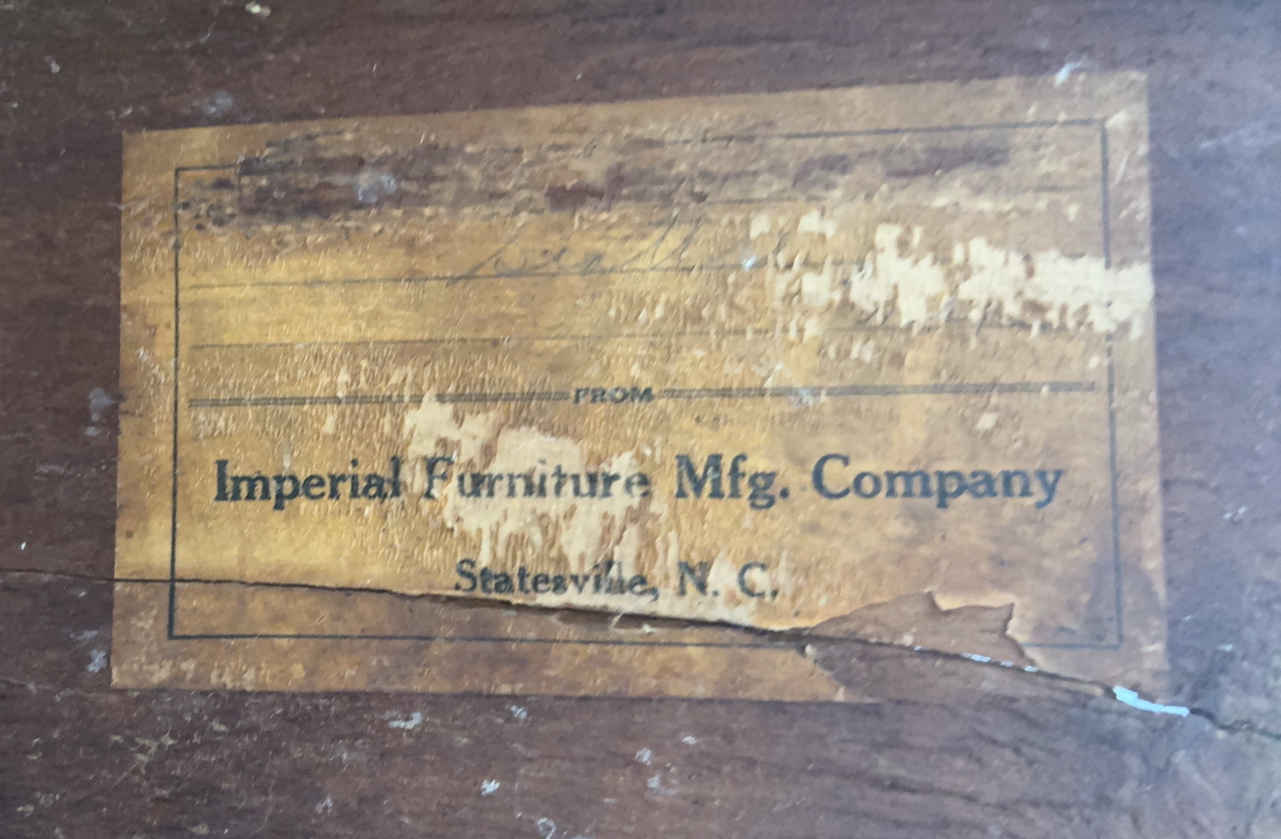 FROM
Imperial Furniture Mfg. Company
Statesville, N. C.